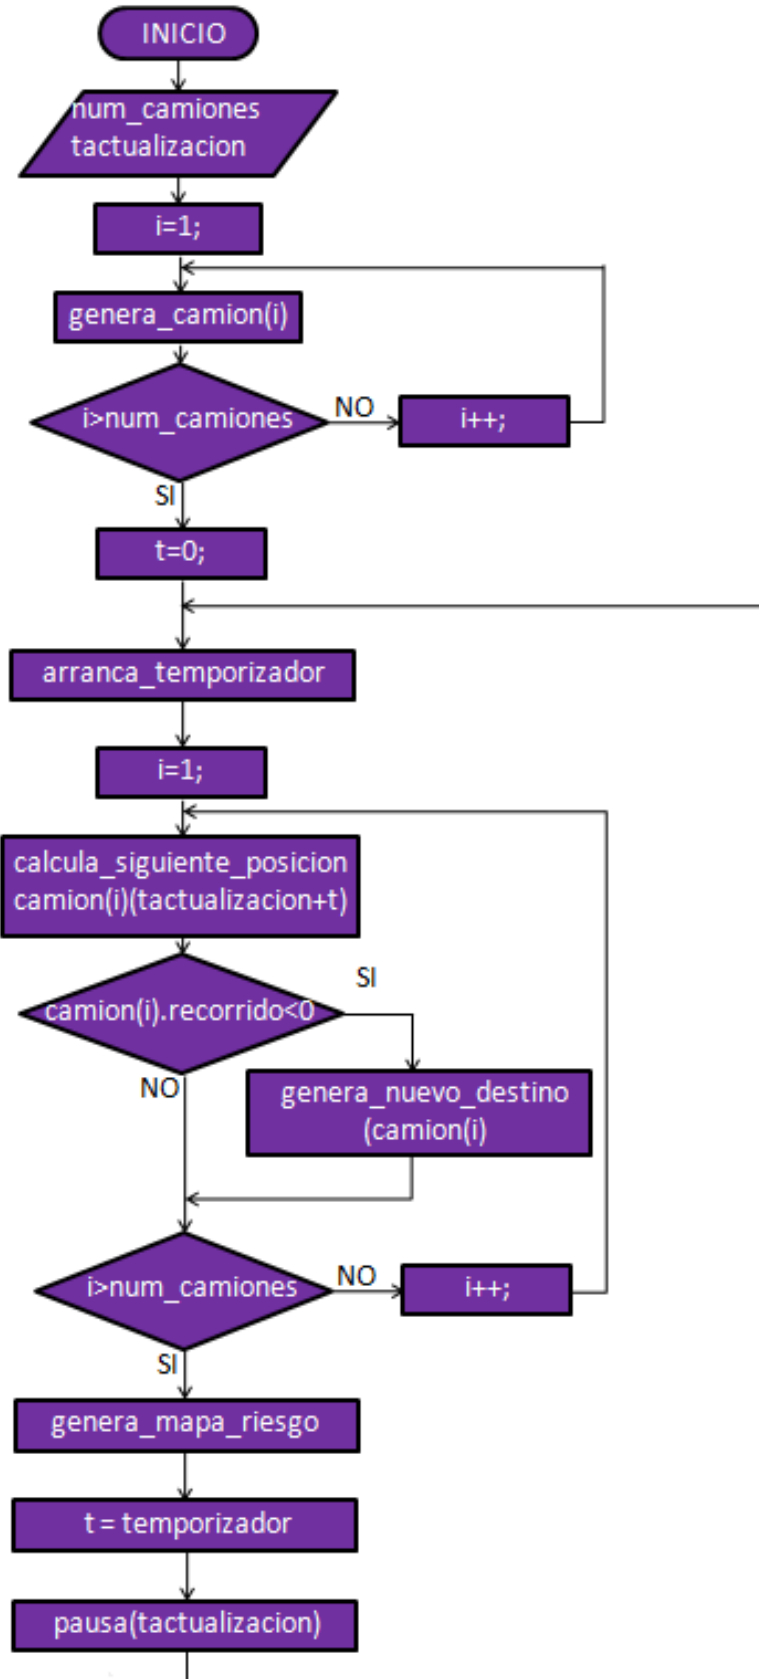 INICIO
num_camiones
tactualizacion
i=1;
genera_camion(i)
i>num_camiones
NO
i++;
SI
t=0;
arranca_temporizador
i=1;
calcula_siguiente_posicion
camion(i)(tactualizacion+t)
SI
camion(i).recorrido<0
NO
genera_nuevo_destino
(camion(i)
i>num_camiones
NO
i++;
SI
genera_mapa_riesgo
t = temporizador
pausa(tactualizacion)